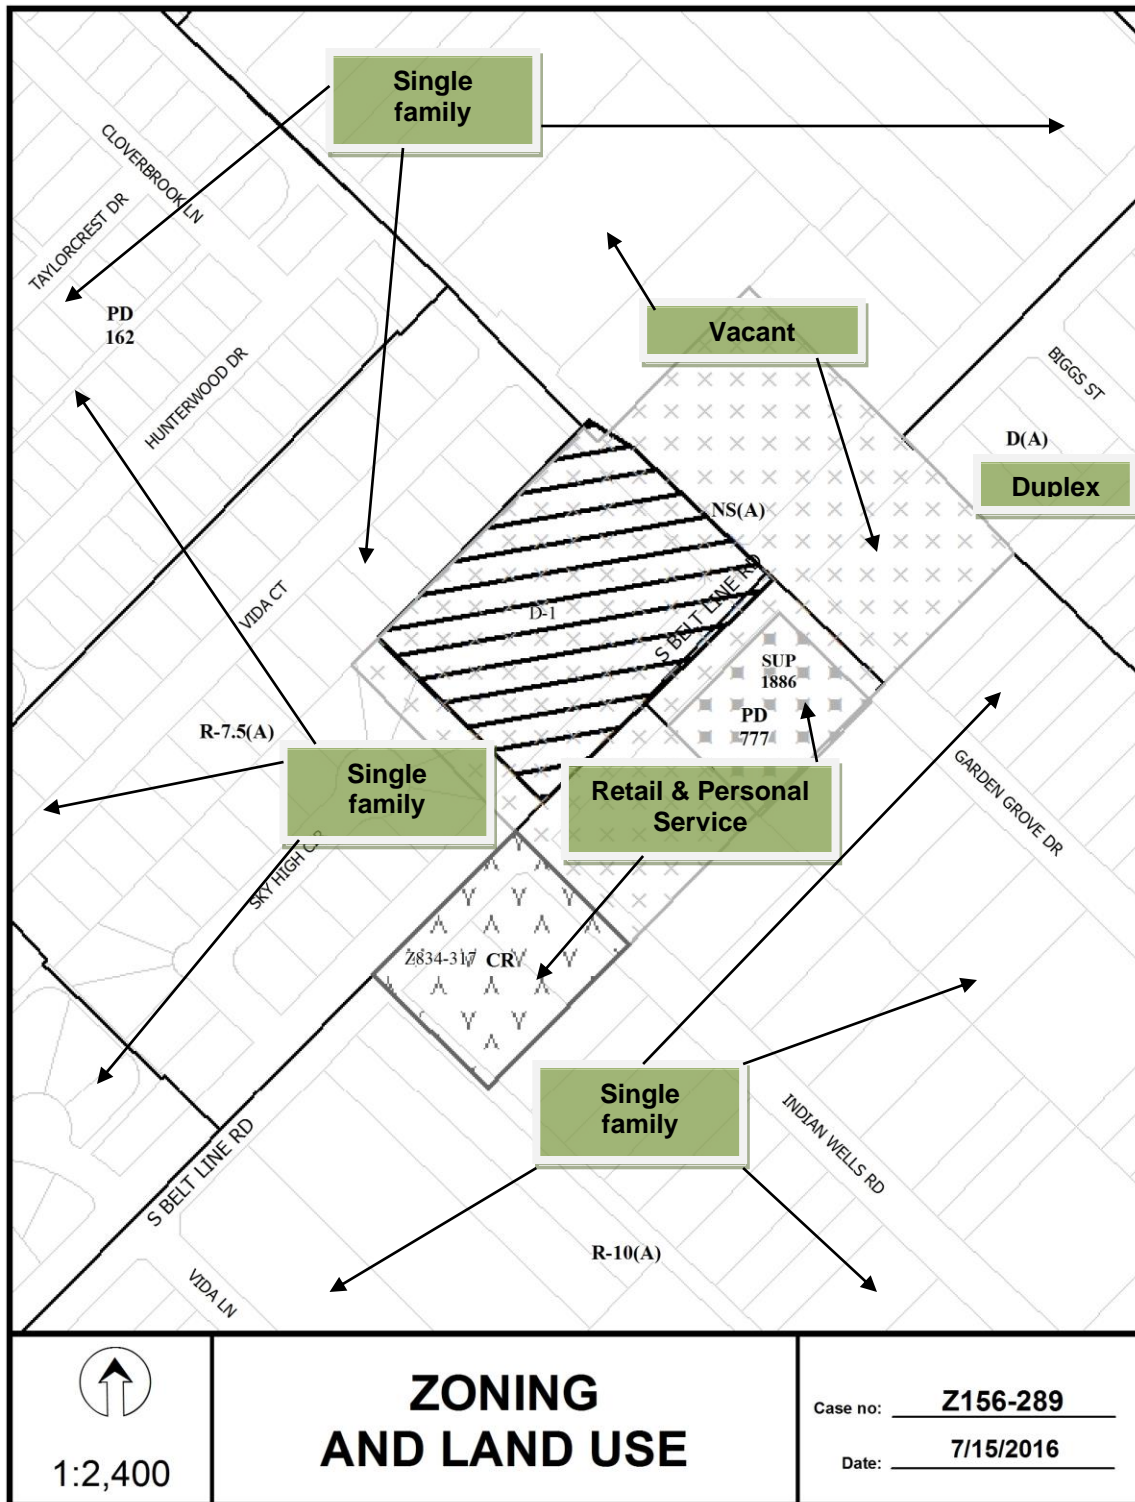 Single
family
CLOVERBROOK LN
TAYLORCREST DR
PD
162
Vacant
HUNTERWOOD DR
BIGGS ST
D(A)
Duplex
NS(A)
S BELT LINE RD
D-1
VIDA CT
SUP
1886
PD
777
R-7.5(A)
Single
family
Retail & Personal
Service
GARDEN GROVE DR
SKY HIGH CIR
Z834-317
CR
Single
family
INDIAN WELLS RD
S BELT LINE RD
R-10(A)
VIDA LN
1:2,400
ZONING
AND LAND USE
Case no: Z156-289
Date: 7/15/2016